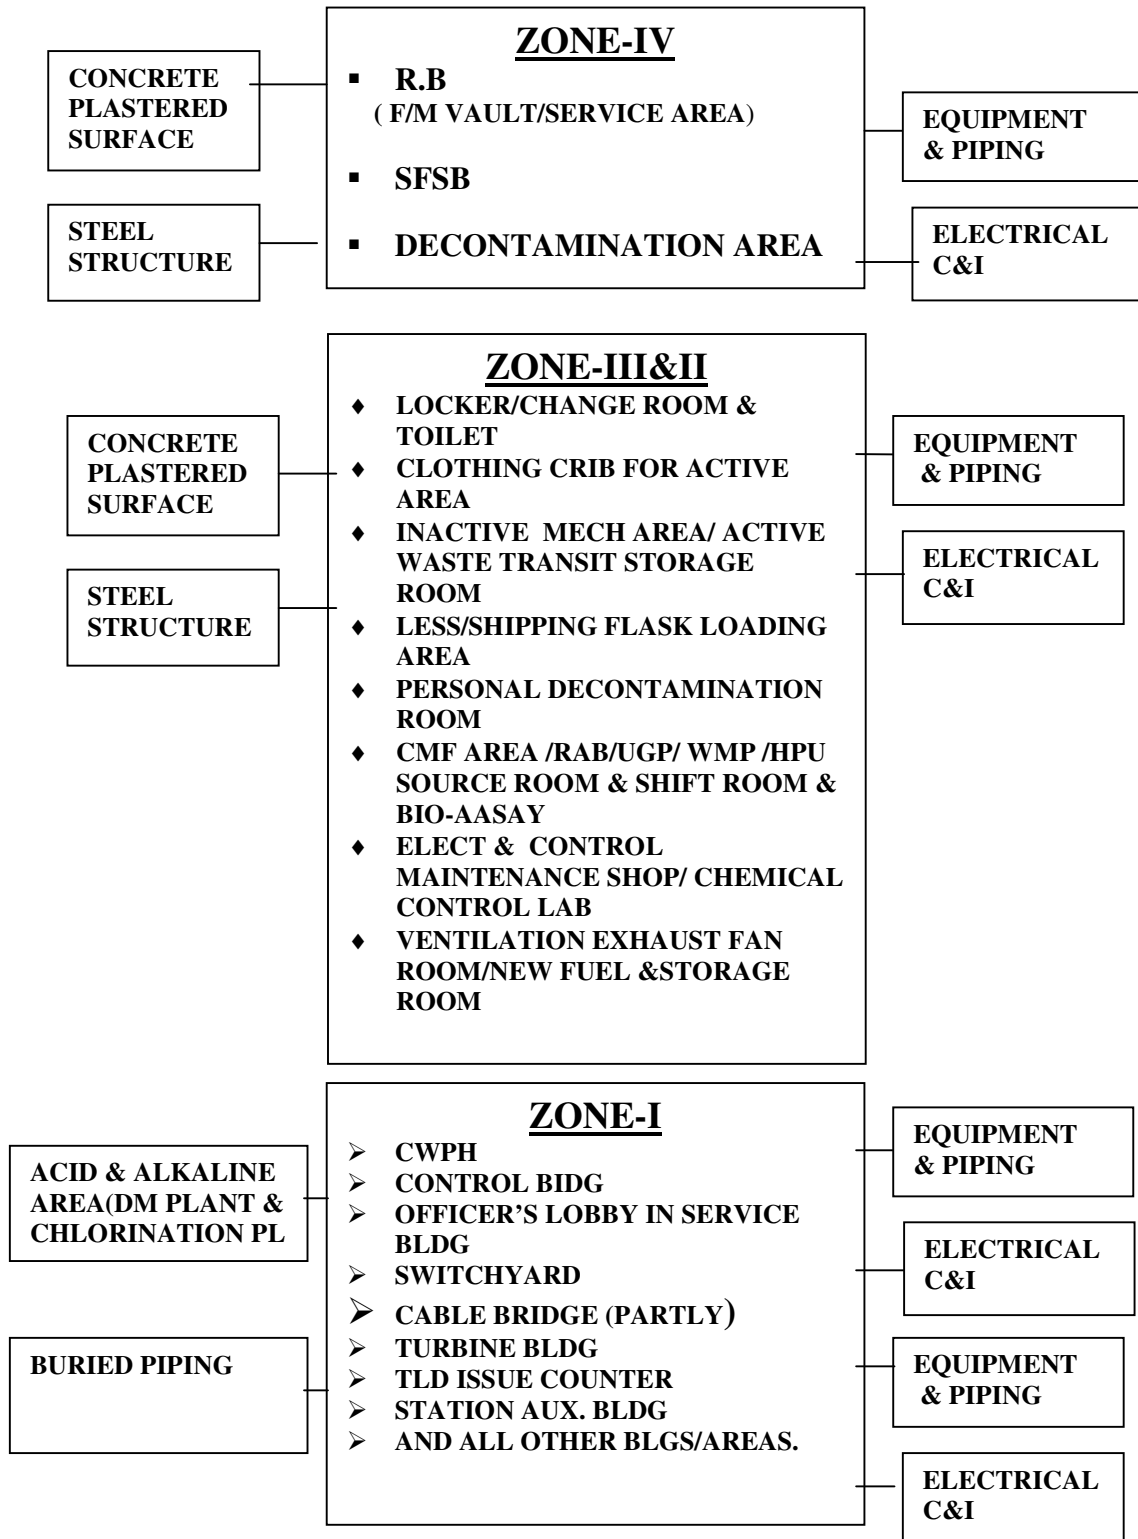 ZONE-IV
▪ R.B
( F/M VAULT/SERVICE AREA)
▪ SFSB
▪ DECONTAMINATION AREA
CONCRETE
PLASTERED
SURFACE
STEEL
STRUCTURE
EQUIPMENT
& PIPING
ELECTRICAL
C&I
ZONE-III&II
♦ LOCKER/CHANGE ROOM &
TOILET
♦ CLOTHING CRIB FOR ACTIVE
AREA
♦ INACTIVE MECH AREA/ ACTIVE
WASTE TRANSIT STORAGE
ROOM
♦ LESS/SHIPPING FLASK LOADING
AREA
♦ PERSONAL DECONTAMINATION
ROOM
♦ CMF AREA /RAB/UGP/ WMP /HPU
SOURCE ROOM & SHIFT ROOM &
BIO-AASAY
♦ ELECT & CONTROL
MAINTENANCE SHOP/ CHEMICAL
CONTROL LAB
♦ VENTILATION EXHAUST FAN
ROOM/NEW FUEL &STORAGE
ROOM
CONCRETE
PLASTERED
SURFACE
STEEL
STRUCTURE
EQUIPMENT
& PIPING
ELECTRICAL
C&I
ZONE-I
➢ CWPH
➢ CONTROL BIDG
➢ OFFICER’S LOBBY IN SERVICE
BLDG
➢ SWITCHYARD
➢ CABLE BRIDGE (PARTLY)
➢ TURBINE BLDG
➢ TLD ISSUE COUNTER
➢ STATION AUX. BLDG
➢ AND ALL OTHER BLGS/AREAS.
ACID & ALKALINE
AREA(DM PLANT &
CHLORINATION PL
BURIED PIPING
EQUIPMENT
& PIPING
ELECTRICAL
C&I
EQUIPMENT
& PIPING
ELECTRICAL
C&I